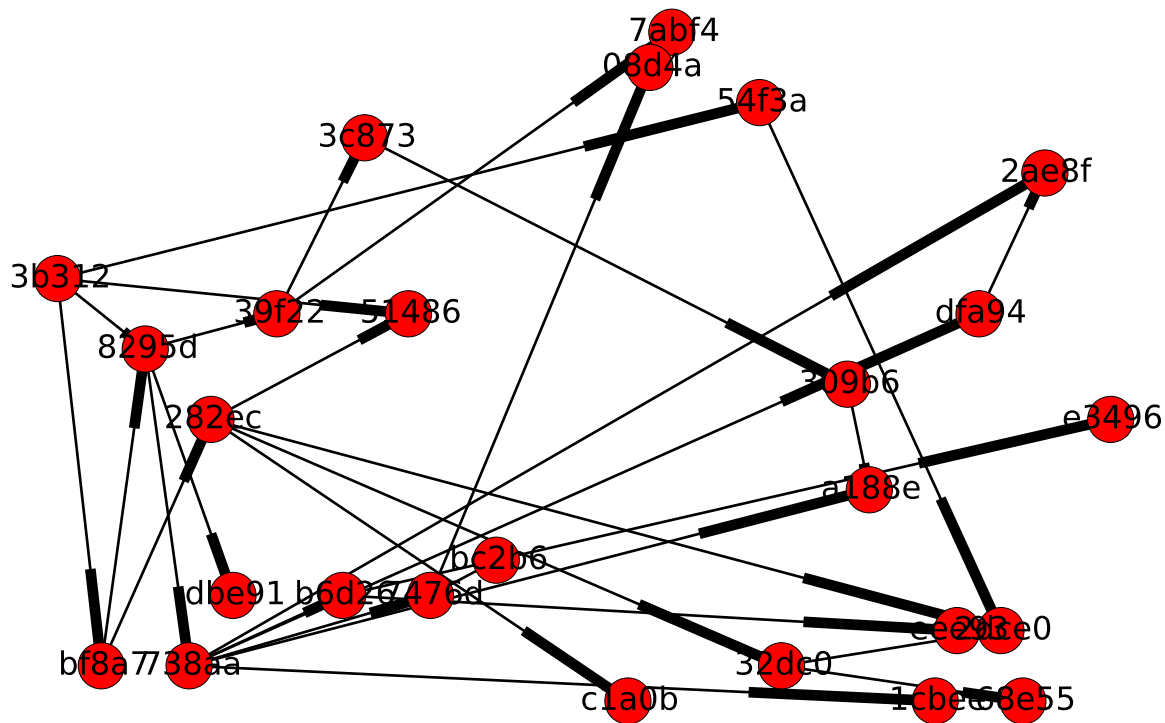 7abf4
08d4a
54f3a
3c873
2ae8f
3b312
39f22
51486
dfa94
8295d
309b6
282ec
e3496
a188e
bc2b6
dbe91
b6d26
7476d
bf8a7
738aa
32dc0
c1a0b